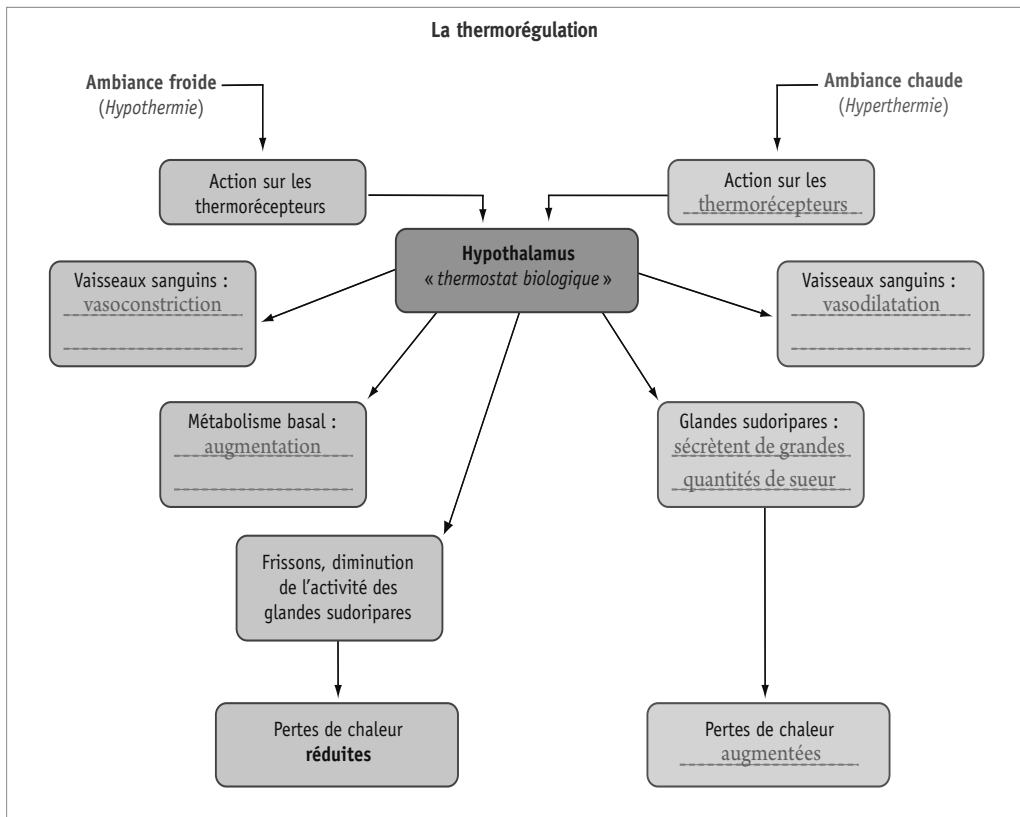 La thermorégulation
Ambiance froide
(Hypothermie)
Ambiance chaude
(Hyperthermie)
Action sur les
thermorécepteurs
Action sur les
thermorécepteurs
Hypothalamus
« thermostat biologique »
Vaisseaux sanguins :
vasoconstriction
Vaisseaux sanguins :
vasodilatation
Métabolisme basal :
augmentation
Glandes sudoripares :
sécrètent de grandes
quantités de sueur
Frissons, diminution
de l'activité des
glandes sudoripares
Pertes de chaleur
réduites
Pertes de chaleur
augmentées